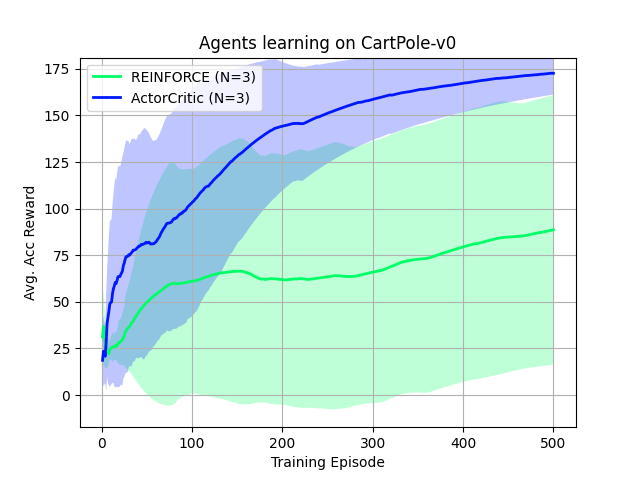 Agents learning on CartPole-v0
REINFORCE (N=3)
ActorCritic (N=3)
175
150
125
100
75
50
25
0
Avg. Acc Reward
0 100 200 300 400 500
Training Episode